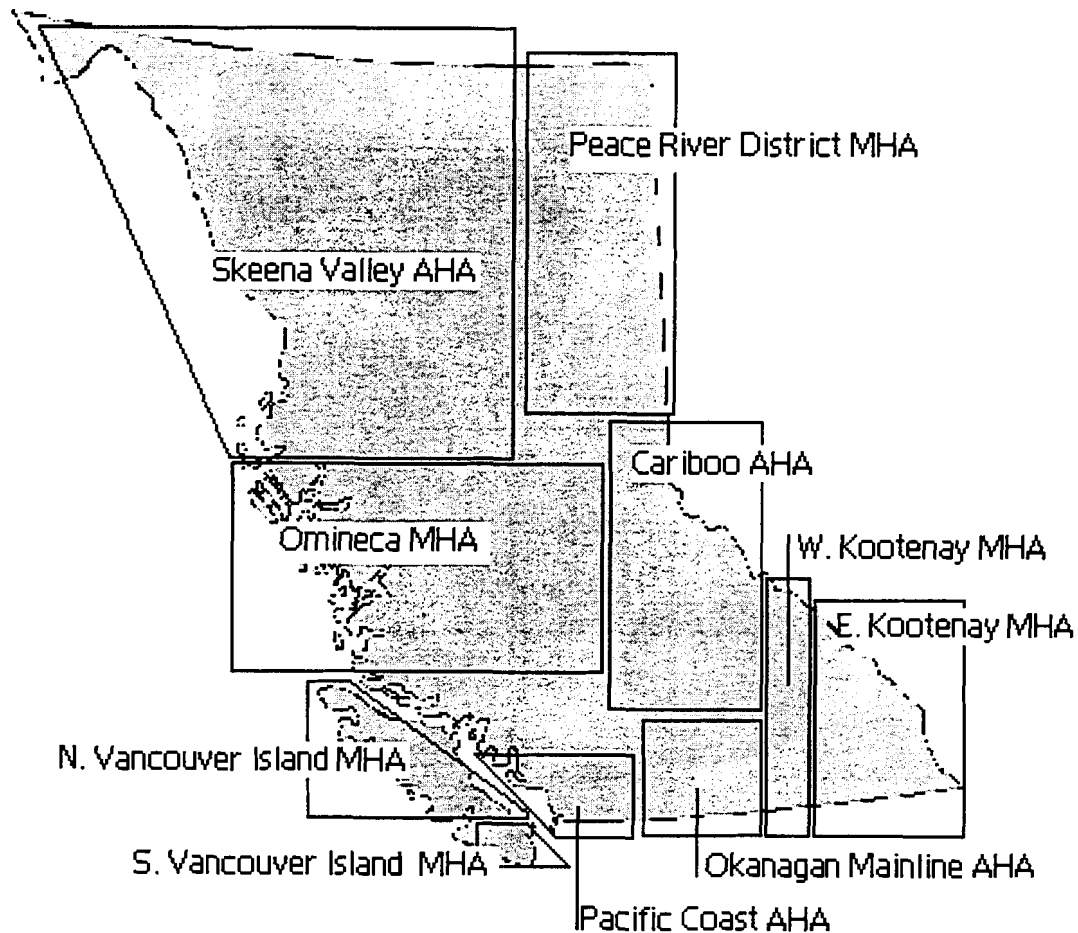 Peace River District MHA
Skeena Valley AHA
Cariboo AHA
Omineca MHA
W. Kootenay MHA
E. Kootenay MHA
N. Vancouver Island MHA
S. Vancouver Island MHA
Okanagan Mainline AHA
Pacific Coast AHA